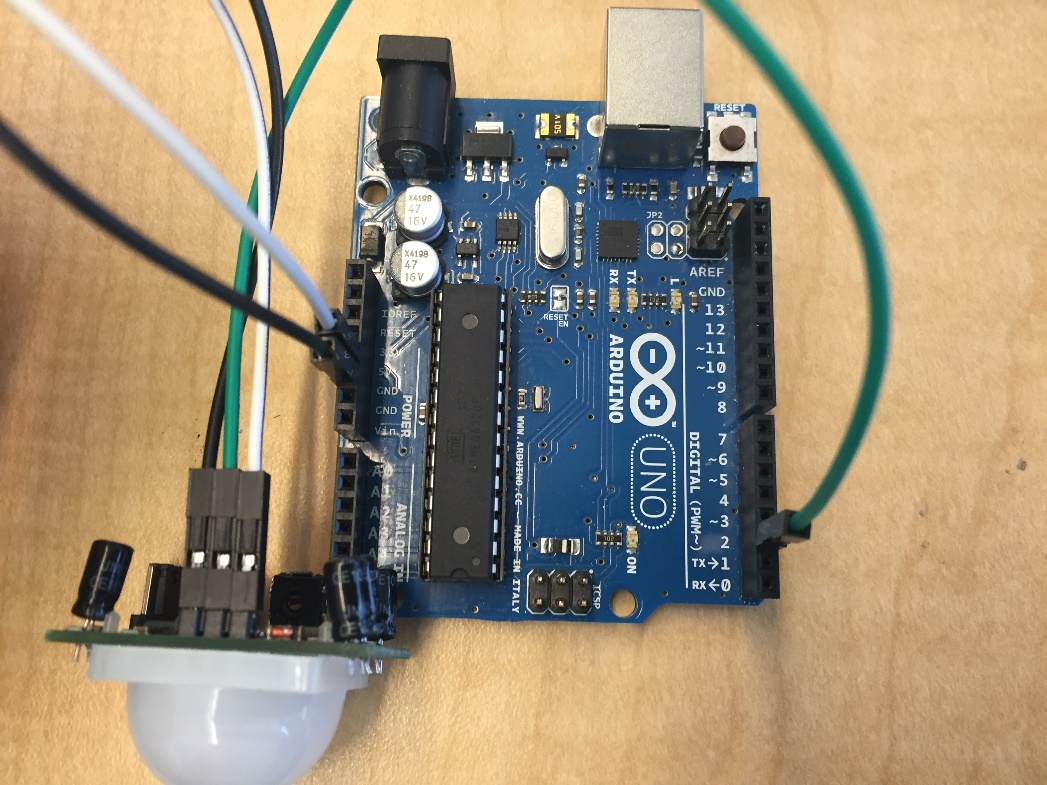 RESET
501V
X4198
47
16V
X4198
47
16V
JP2
AREF
GND
13
12
~11
~10
~9
8
7
~6
~5
4
~3
2
TX→1
RX←0
DIGITAL (PWM~)
RX
TX
L
RESET
EN
ARDUINO
UNO
ON
ICSP
WWW.ARDUINO.CC MADE IN ITALY
IOREF
RESET
GND
GND
Vin
POWER
A0
A1
ANALOG IN